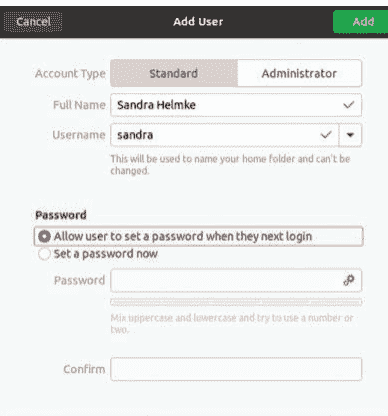 Cancel Add User Add
Account Type Standard Administrator
Full Name Sandra Helmke
Username sandra
This will be used to name your home folder and can't be
changed.
Password
Allow user to set a password when they next login
Set a password now
Password
Mix uppercase and lowercase and try to use a number or
two.
Confirm